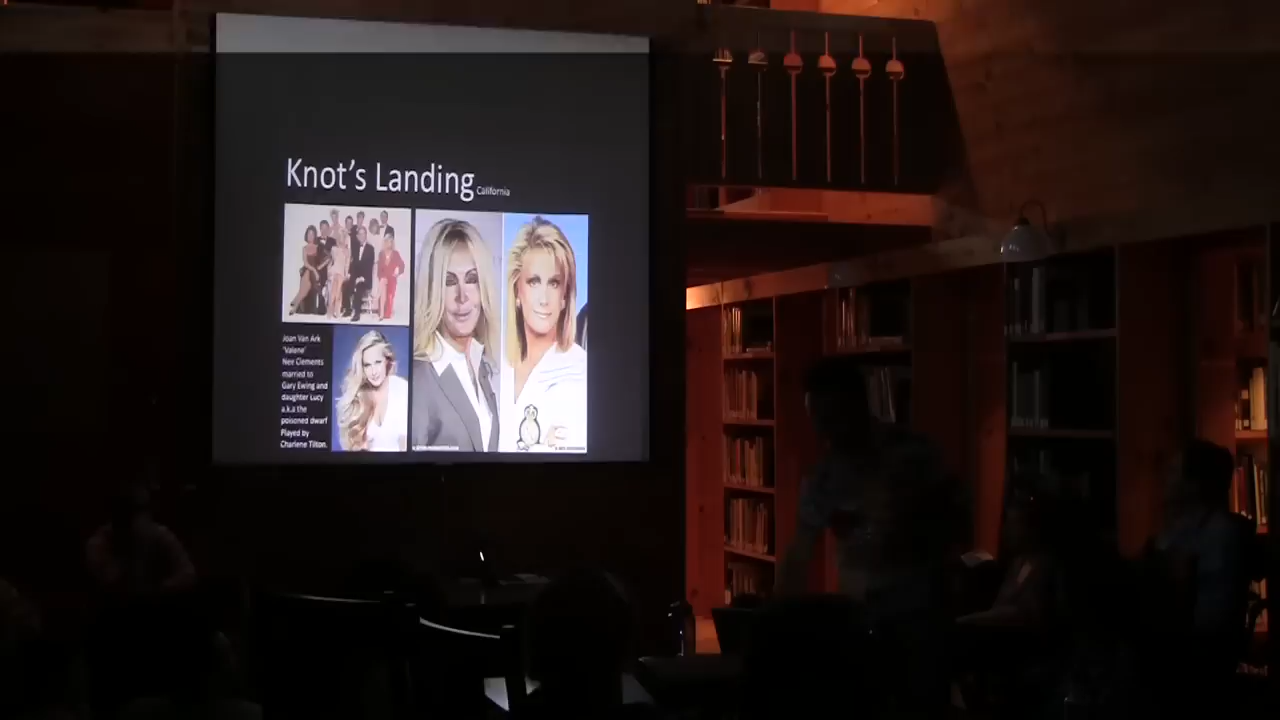 Knot's Landing California
Joan Van Ark
'Valene'
Nee Clements
married to
Gary Ewing and
daughter Lucy
a.k.a the
poisoned dwarf
Played by
Charlene Tilton.